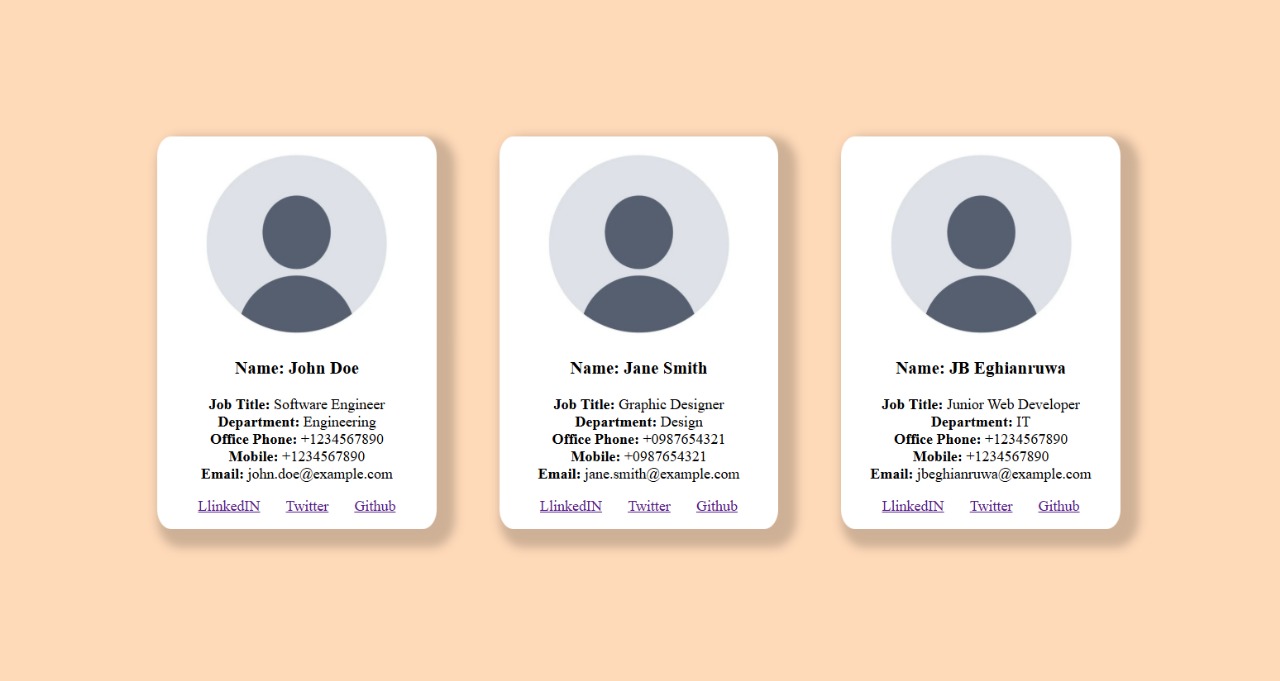 Name: John Doe
Job Title: Software Engineer
Department: Engineering
Office Phone: +1234567890
Mobile: +1234567890
Email: john.doe@example.com
LlinkedIN Twitter Github
Name: Jane Smith
Job Title: Graphic Designer
Department: Design
Office Phone: +0987654321
Mobile: +0987654321
Email: jane.smith@example.com
LlinkedIN Twitter Github
Name: JB Eghianruwa
Job Title: Junior Web Developer
Department: IT
Office Phone: +1234567890
Mobile: +1234567890
Email: jbeghianruwa@example.com
LlinkedIN Twitter Github